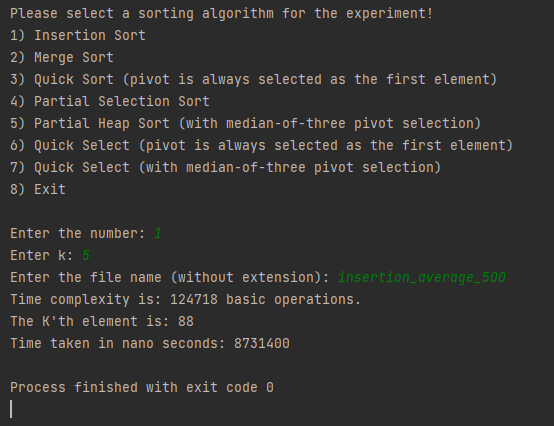 Please select a sorting algorithm for the experiment!
1) Insertion Sort
2) Merge Sort
3) Quick Sort (pivot is always selected as the first element)
4) Partial Selection Sort
5) Partial Heap Sort (with median-of-three pivot selection)
6) Quick Select (pivot is always selected as the first element)
7) Quick Select (with median-of-three pivot selection)
8) Exit
Enter the number: 1
Enter k: 5
Enter the file name (without extension): insertion_average_500
Time complexity is: 124718 basic operations.
The K'th element is: 88
Time taken in nano seconds: 8731400
Process finished with exit code 0